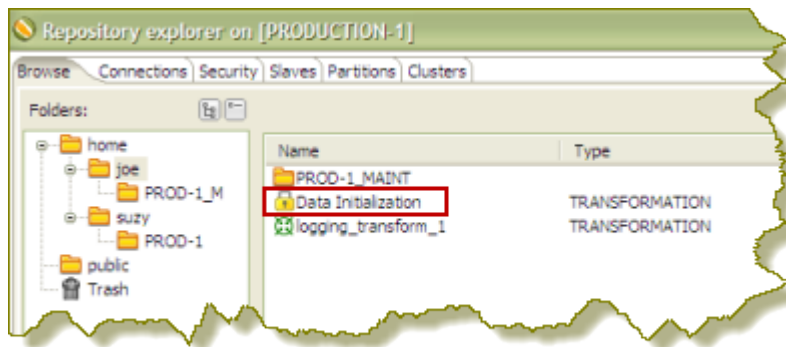 Repository explorer on [PRODUCTION-1]
Browse Connections Security Slaves Partitions Clusters
Folders:
home
joe
PROD-1_M
suzy
PROD-1
public
Trash
Name Type
PROD-1_MAINT
Data Initialization TRANSFORMATION
logging_transform_1 TRANSFORMATION